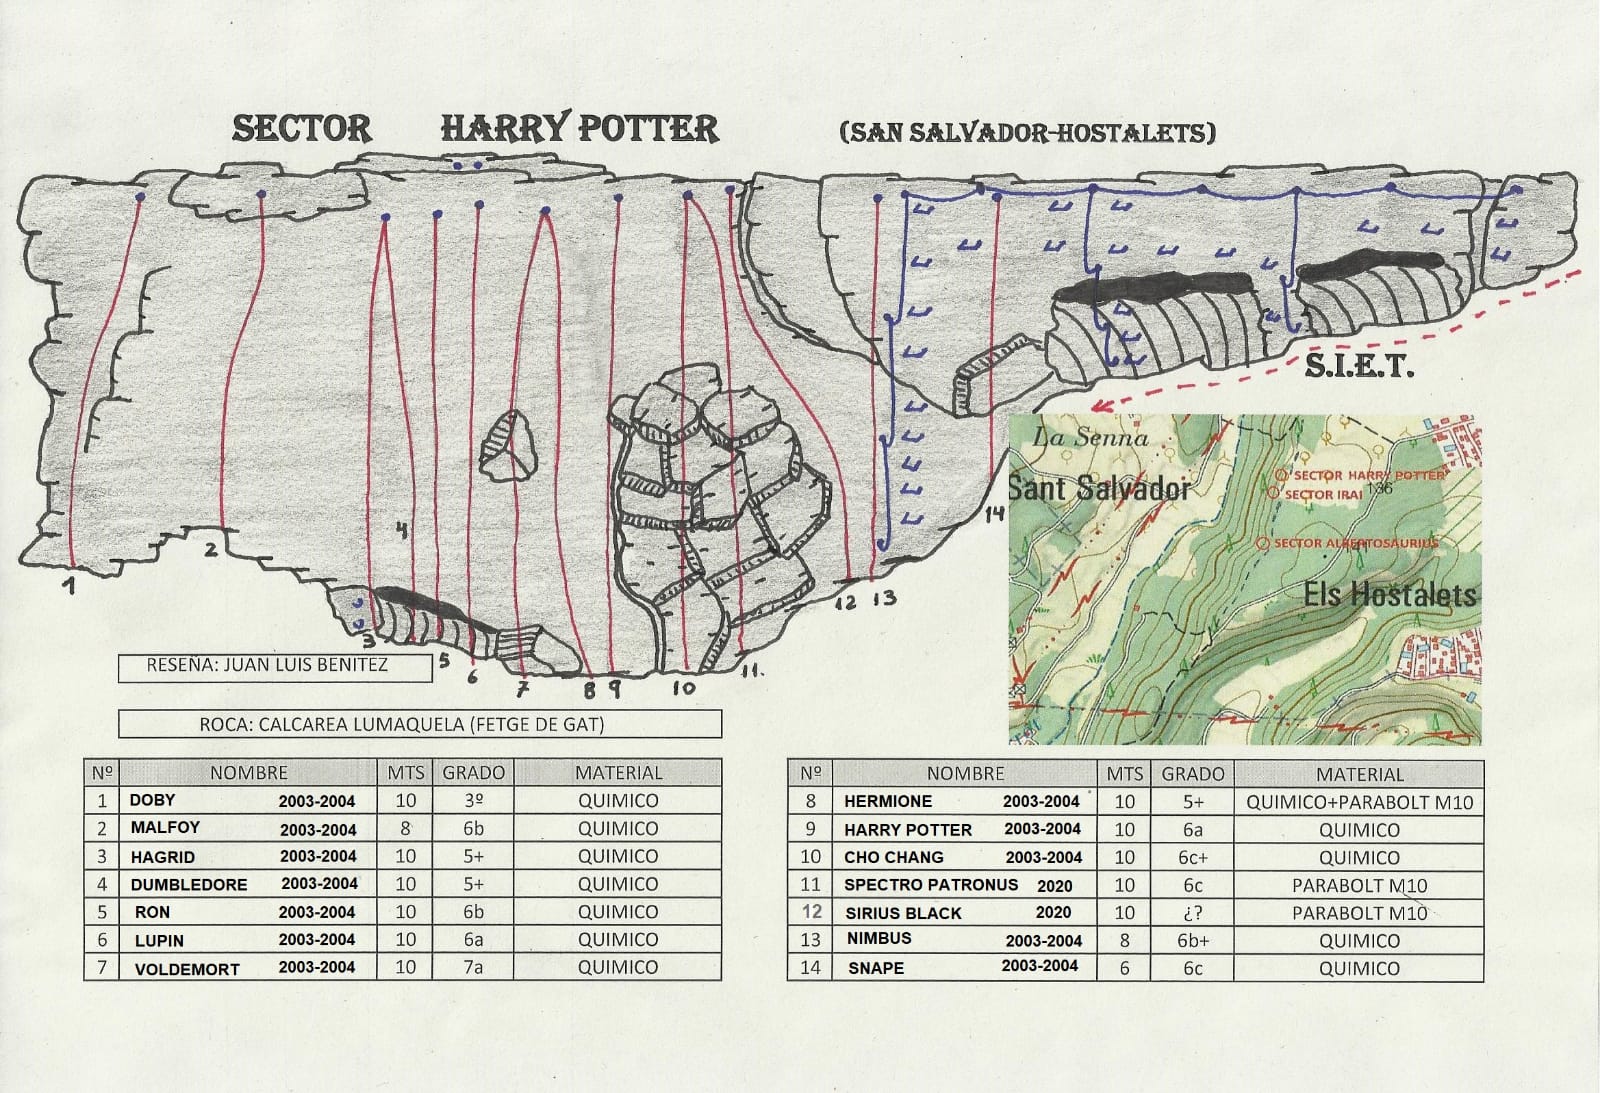 SECTOR HARRY POTTER (SAN SALVADOR-HOSTALETS)
S.I.E.T.
1
2
3
4
5
6
7
8
9
10
11.
12
13
14
La Senna
Sant Salvador
SECTOR HARRY POTTER
SECTOR IRAI
136
SECTOR ALBERTOSAURIUS
141
Els Hostalets
RESEÑA: JUAN LUIS BENITEZ
ROCA: CALCAREA LUMAQUELA (FETGE DE GAT)
Nº NOMBRE MTS GRADO MATERIAL
1 DOBY 2003-2004 10 3º QUIMICO
2 MALFOY 2003-2004 8 6b QUIMICO
3 HAGRID 2003-2004 10 5+ QUIMICO
4 DUMBLEDORE 2003-2004 10 5+ QUIMICO
5 RON 2003-2004 10 6b QUIMICO
6 LUPIN 2003-2004 10 6a QUIMICO
7 VOLDEMORT 2003-2004 10 7a QUIMICO
Nº NOMBRE MTS GRADO MATERIAL
8 HERMIONE 2003-2004 10 5+ QUIMICO+PARABOLT M10
9 HARRY POTTER 2003-2004 10 6a QUIMICO
10 CHO CHANG 2003-2004 10 6c+ QUIMICO
11 SPECTRO PATRONUS 2020 10 6c PARABOLT M10
12 SIRIUS BLACK 2020 10 ¿? PARABOLT M10
13 NIMBUS 2003-2004 8 6b+ QUIMICO
14 SNAPE 2003-2004 6 6c QUIMICO